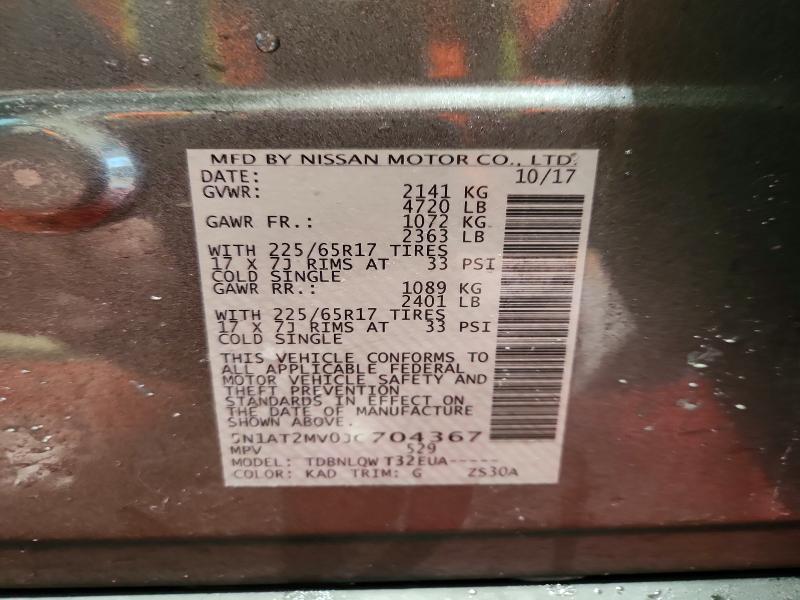 MFD BY NISSAN MOTOR CO., LTD.
DATE: 10/17
GVWR: 2141 KG
4720 LB
GAWR FR.: 1072 KG
2363 LB
WITH 225/65R17 TIRES
17 X 7J RIMS AT 33 PSI
COLD SINGLE
GAWR RR.: 1089 KG
2401 LB
WITH 225/65R17 TIRES
17 X 7J RIMS AT 33 PSI
COLD SINGLE
THIS VEHICLE CONFORMS TO
ALL APPLICABLE FEDERAL
MOTOR VEHICLE SAFETY AND
THEFT PREVENTION
STANDARDS IN EFFECT ON
THE DATE OF MANUFACTURE
SHOWN ABOVE.
5N1AT2MV0JC704367
MPV 529
MODEL: TDBNLQW T32EUA-----
COLOR: KAD TRIM: G ZS30A